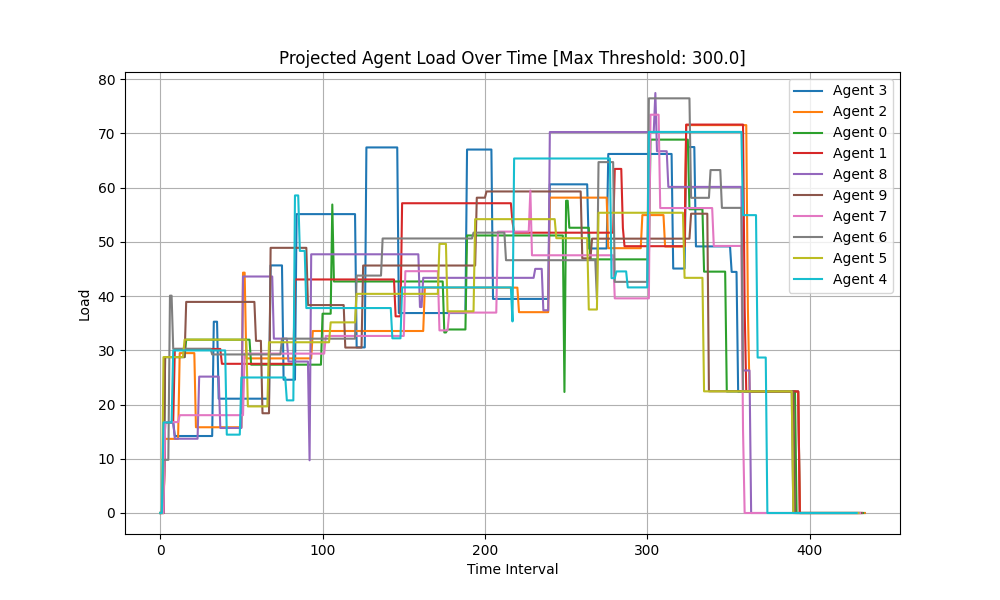 Projected Agent Load Over Time [Max Threshold: 300.0]
Load
80
70
60
50
40
30
20
10
0
0 100 200 300 400
Time Interval
Agent 3
Agent 2
Agent 0
Agent 1
Agent 8
Agent 9
Agent 7
Agent 6
Agent 5
Agent 4